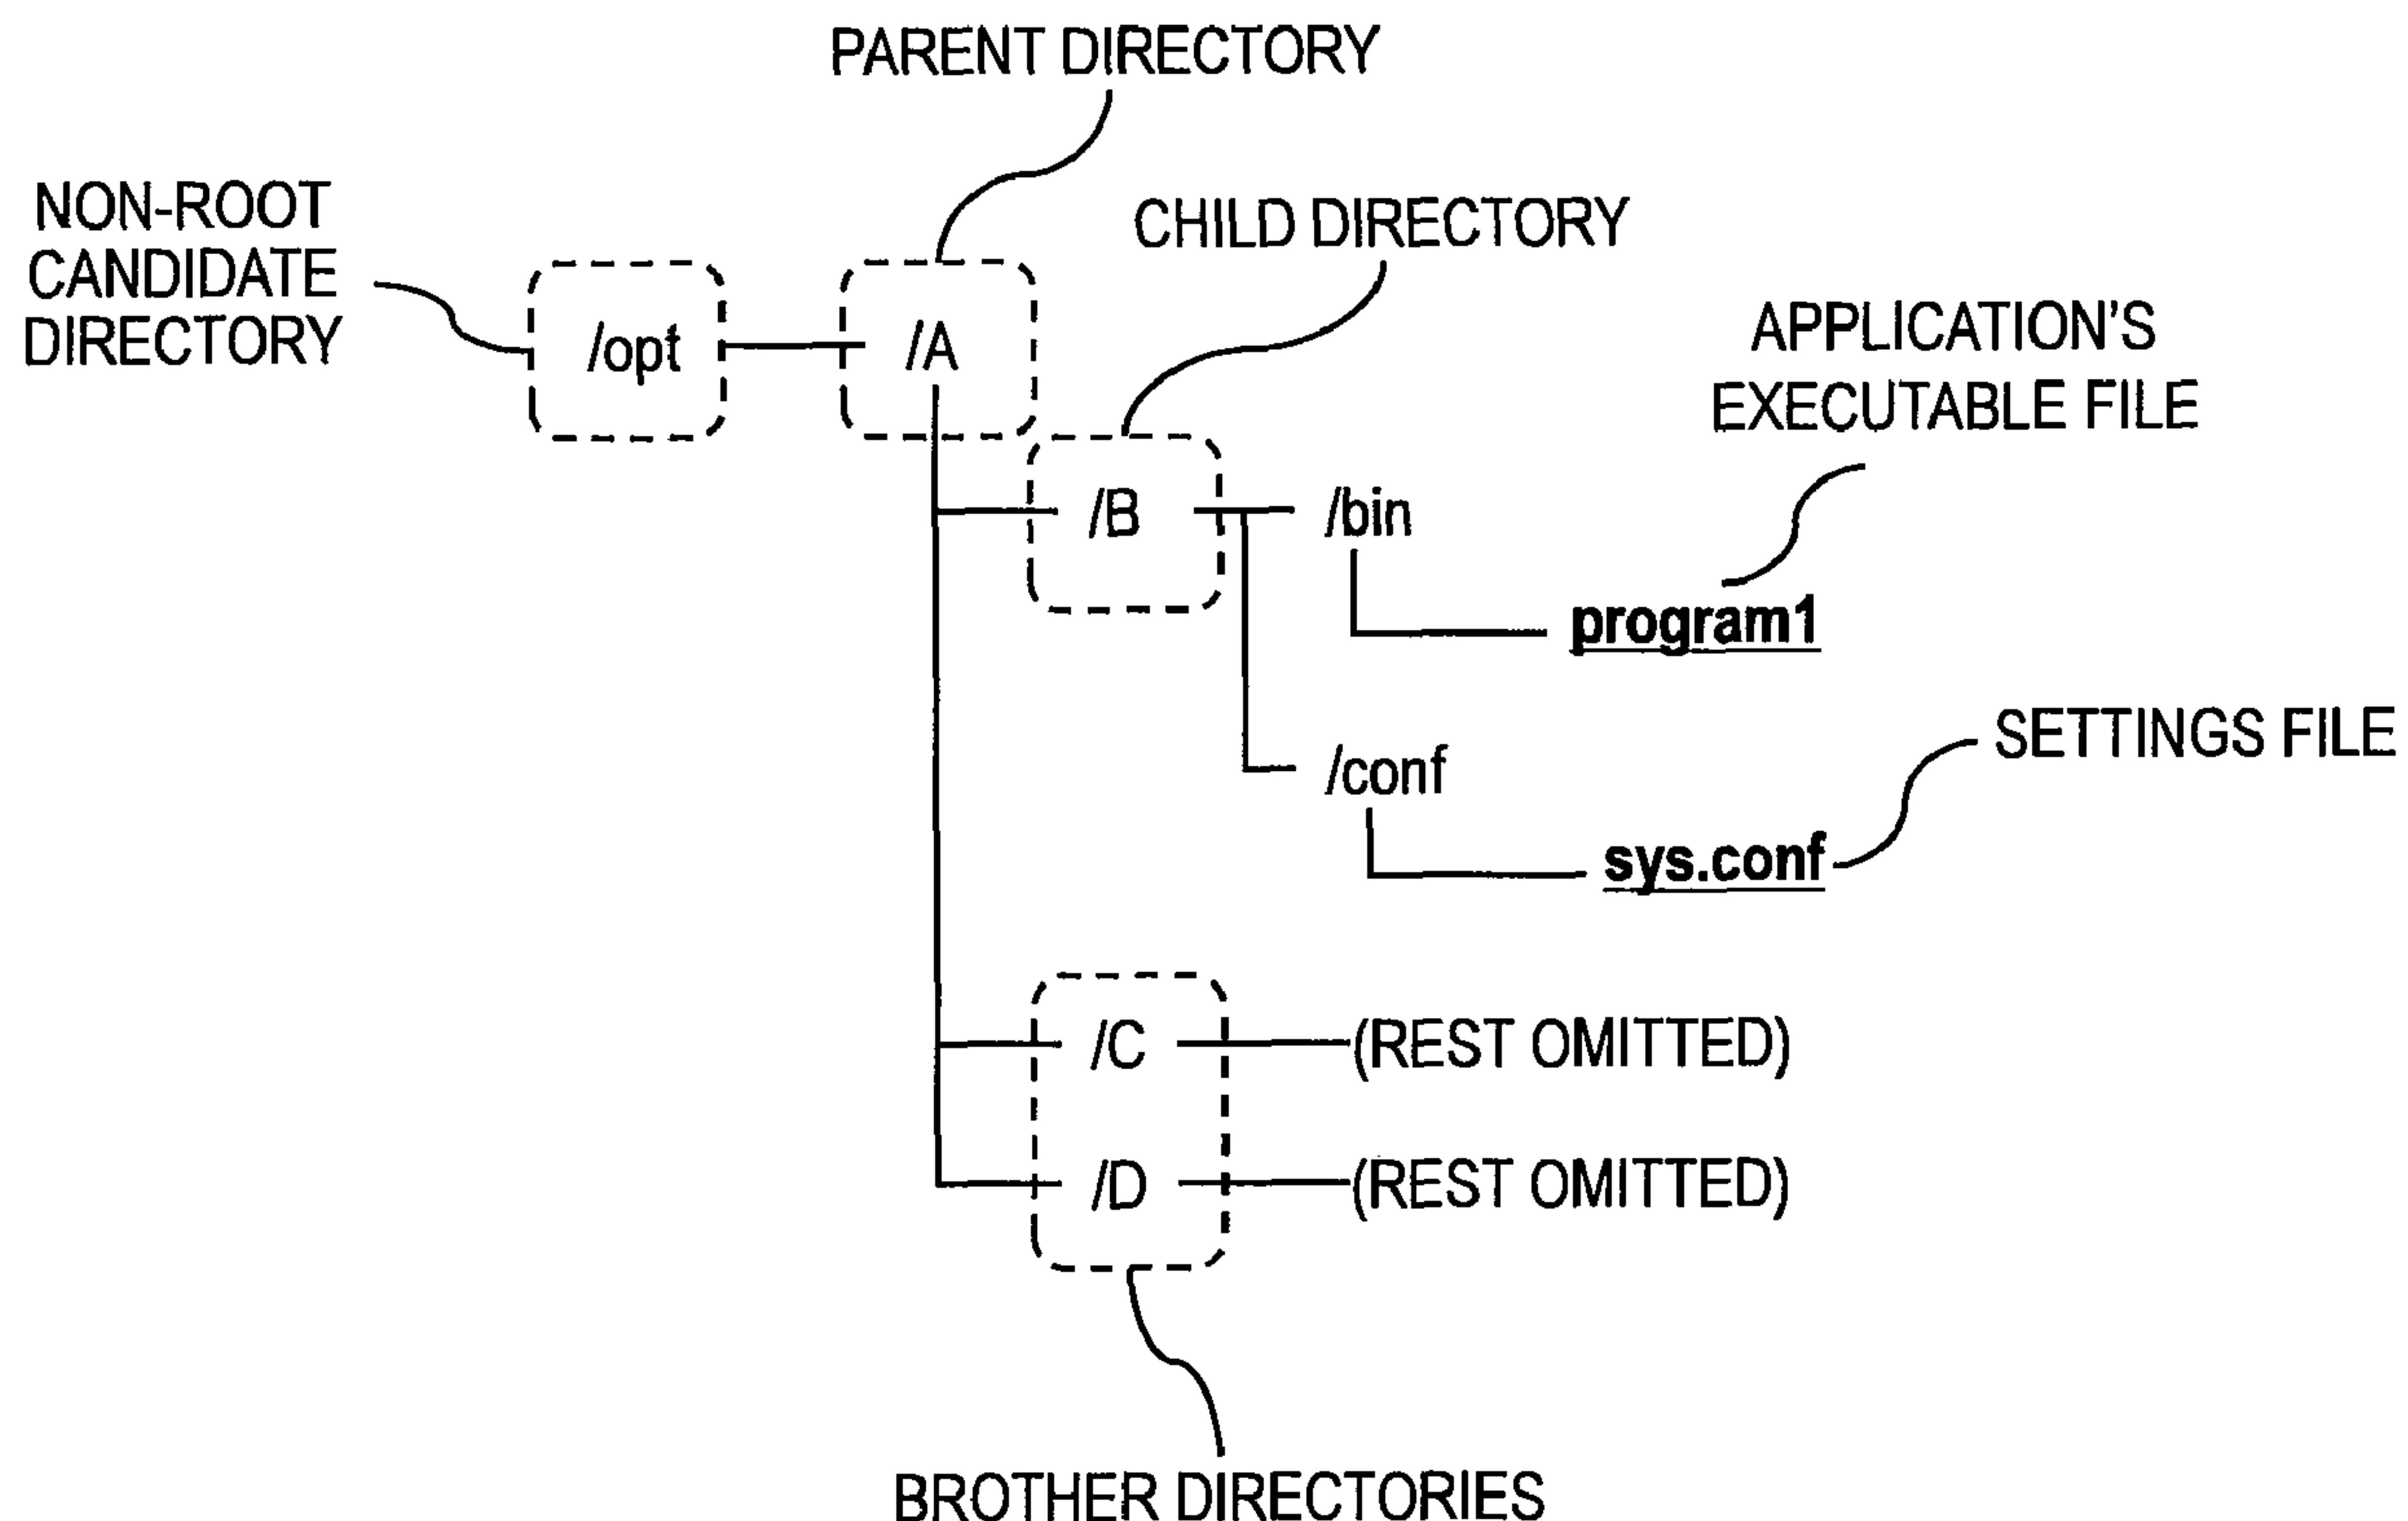 PARENT DIRECTORY
NON-ROOT
CANDIDATE
DIRECTORY
CHILD DIRECTORY
APPLICATION'S
EXECUTABLE FILE
/opt
/A
/B
/bin
program1
SETTINGS FILE
/conf
sys.conf
/C
(REST OMITTED)
/D
(REST OMITTED)
BROTHER DIRECTORIES